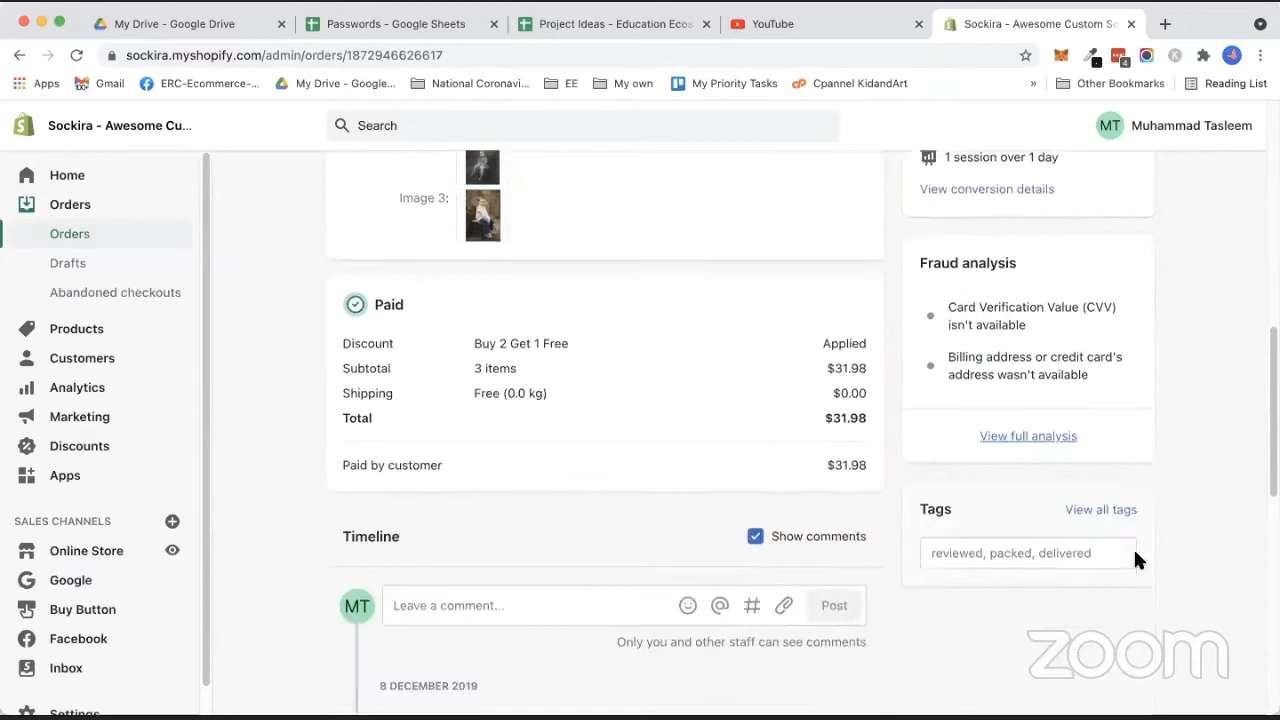 My Drive - Google Drive
Passwords - Google Sheets
Project Ideas - Education Ecos
YouTube
Sockira - Awesome Custom So
sockira.myshopify.com/admin/orders/1872946626617
4
Apps
Gmail
ERC-Ecommerce-...
My Drive - Google...
National Coronavi...
EE
My own
My Priority Tasks
Cpannel KidandArt
»
Other Bookmarks
Reading List
Sockira - Awesome Cu...
Search
MT
Muhammad Tasleem
Home
Orders
Orders
Drafts
Abandoned checkouts
Products
Customers
Analytics
Marketing
Discounts
Apps
SALES CHANNELS
Online Store
Google
Buy Button
Facebook
Inbox
Settings
Image 3:
Paid
Discount Buy 2 Get 1 Free Applied
Subtotal 3 items $31.98
Shipping Free (0.0 kg) $0.00
Total $31.98
Paid by customer $31.98
Timeline
Show comments
MT
Leave a comment...
Post
Only you and other staff can see comments
8 DECEMBER 2019
1 session over 1 day
View conversion details
Fraud analysis
Card Verification Value (CVV)
isn't available
Billing address or credit card's
address wasn't available
View full analysis
Tags
View all tags
reviewed, packed, delivered
zoom